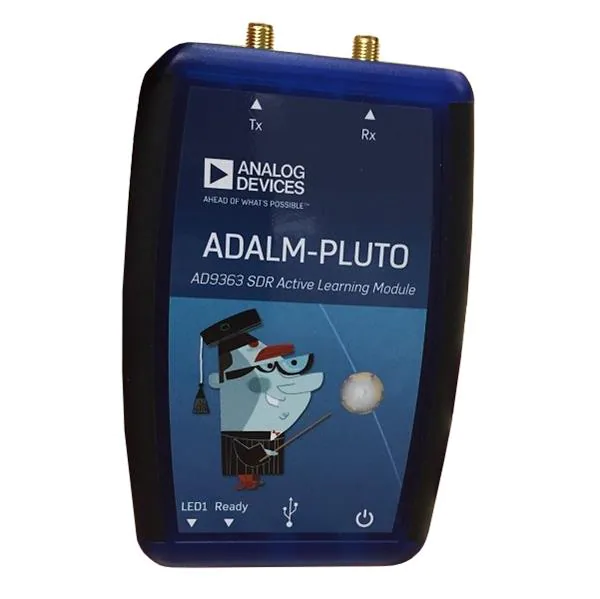 Tx
Rx
ANALOG
DEVICES
AHEAD OF WHAT'S POSSIBLE™
ADALM-PLUTO
AD9363 SDR Active Learning Module
LED1 Ready